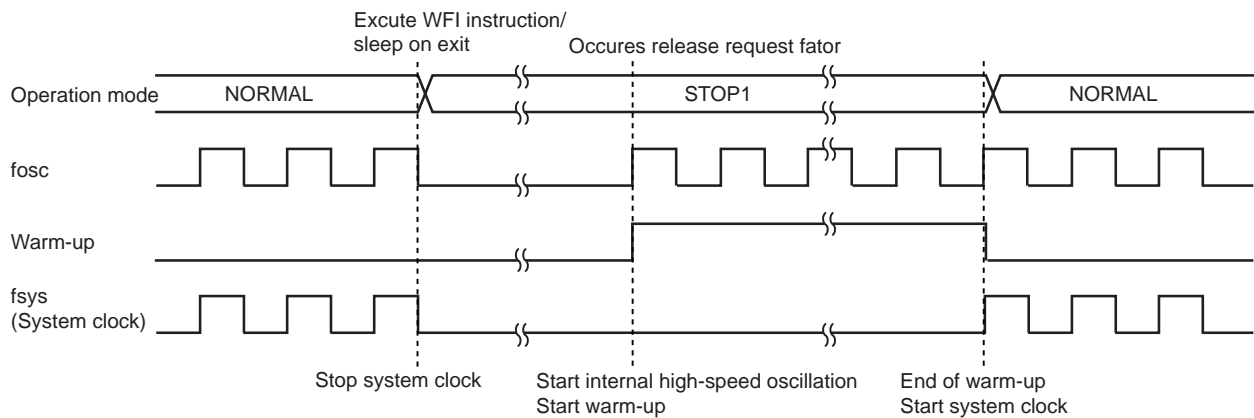 Excute WFI instruction/
sleep on exit
Occures release request fator
Operation mode
NORMAL
STOP1
NORMAL
fosc
Warm-up
fsys
(System clock)
Stop system clock
Start internal high-speed oscillation
Start warm-up
End of warm-up
Start system clock